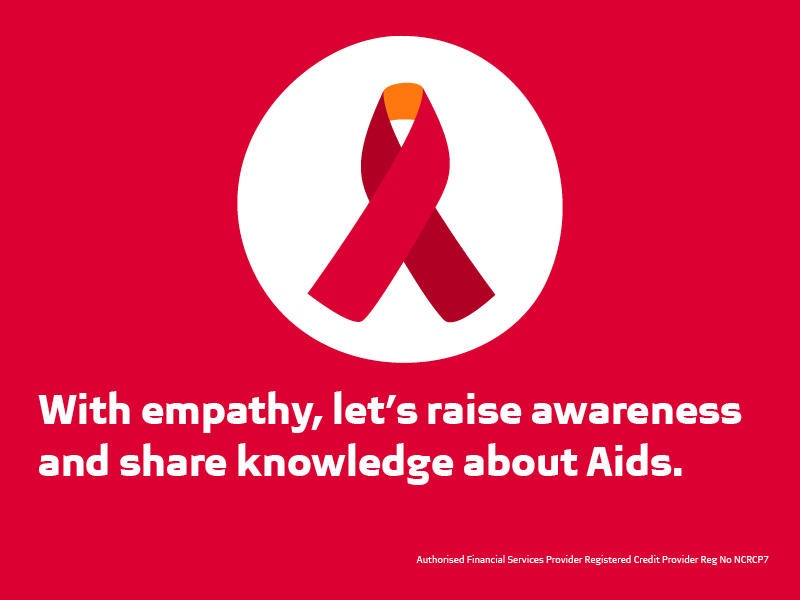 With empathy, let's raise awareness
and share knowledge about Aids.
Authorised Financial Services Provider Registered Credit Provider Reg No NCRCP7